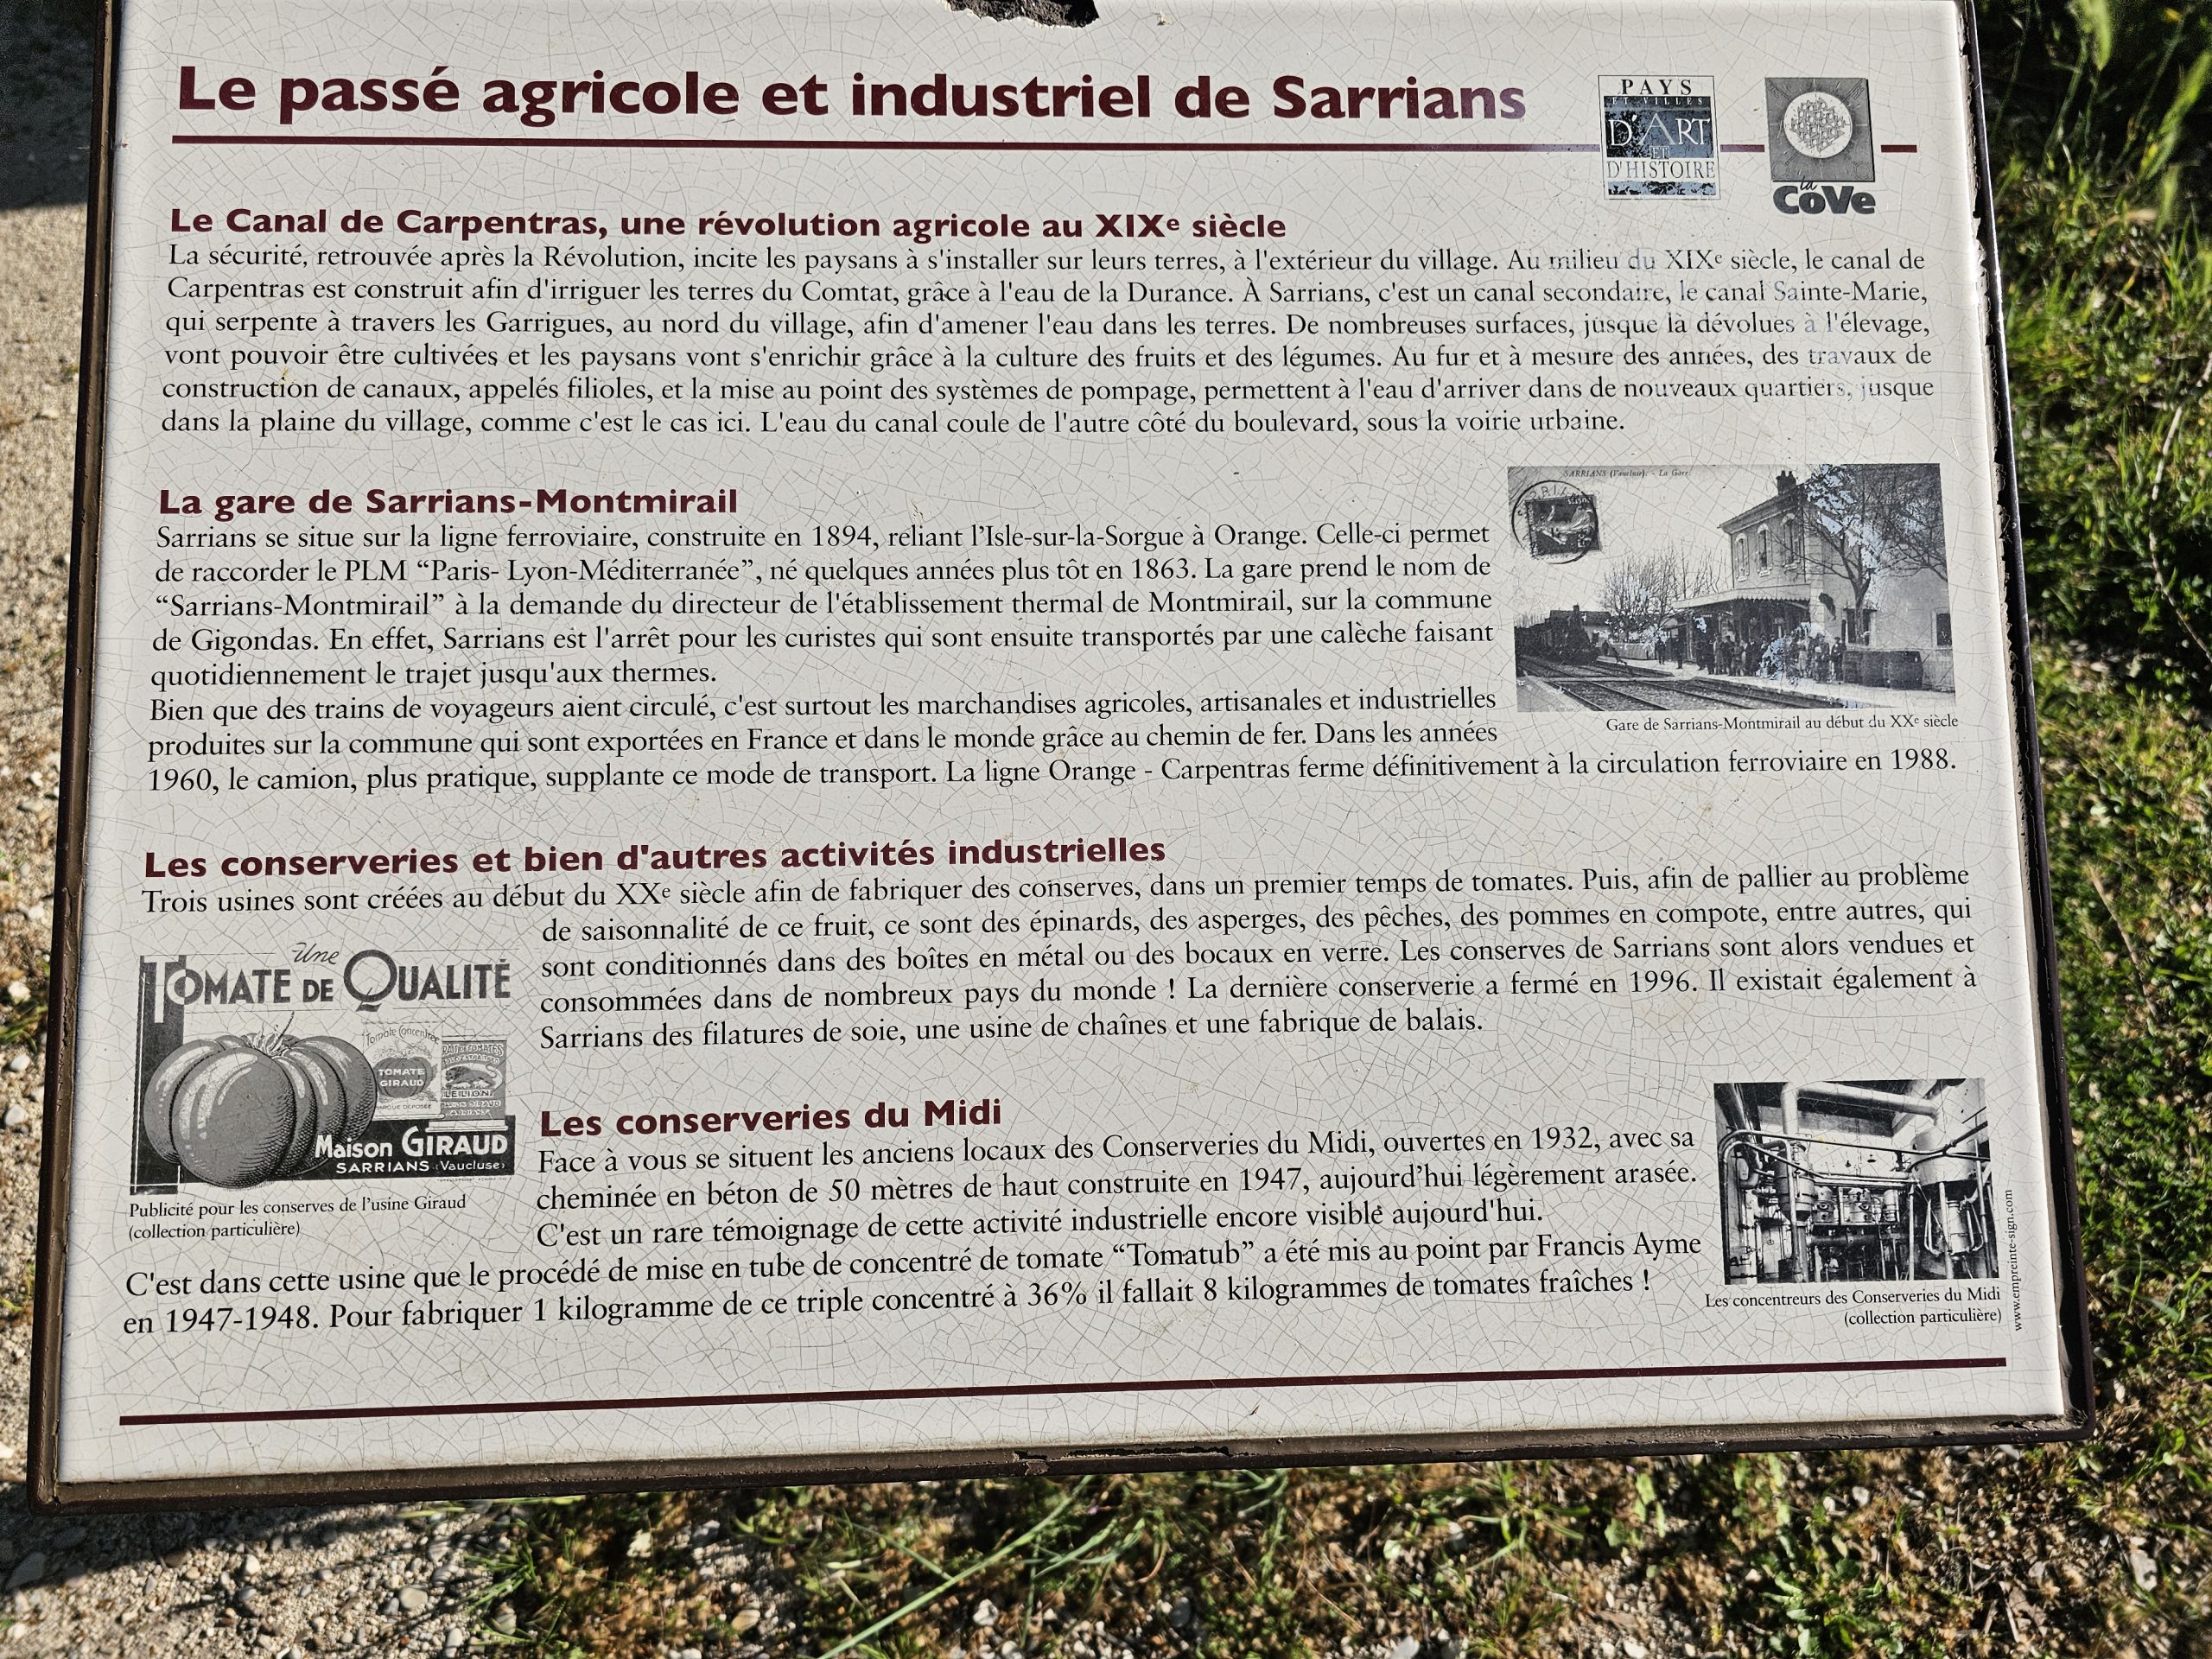 Le passé agricole et industriel de Sarrians
PAYS
ET VILLES
D'ART
ET
D'HISTOIRE
la
CoVe
Le Canal de Carpentras, une révolution agricole au XIXe siècle
La sécurité, retrouvée après la Révolution, incite les paysans à s'installer sur leurs terres, à l'extérieur du village. Au milieu du XIXe siècle, le canal de
Carpentras est construit afin d'irriguer les terres du Comtat, grâce à l'eau de la Durance. À Sarrians, c'est un canal secondaire, le canal Sainte-Marie,
qui serpente à travers les Garrigues, au nord du village, afin d'amener l'eau dans les terres. De nombreuses surfaces, jusque là dévolues à l'élevage,
vont pouvoir être cultivées et les paysans vont s'enrichir grâce à la culture des fruits et des légumes. Au fur et à mesure des années, des travaux de
construction de canaux, appelés filioles, et la mise au point des systèmes de pompage, permettent à l'eau d'arriver dans de nouveaux quartiers, jusque
dans la plaine du village, comme c'est le cas ici. L'eau du canal coule de l'autre côté du boulevard, sous la voirie urbaine.
La gare de Sarrians-Montmirail
Sarrians se situe sur la ligne ferroviaire, construite en 1894, reliant l'Isle-sur-la-Sorgue à Orange. Celle-ci permet
de raccorder le PLM “Paris- Lyon-Méditerranée”, né quelques années plus tôt en 1863. La gare prend le nom de
“Sarrians-Montmirail” à la demande du directeur de l'établissement thermal de Montmirail, sur la commune
de Gigondas. En effet, Sarrians est l'arrêt pour les curistes qui sont ensuite transportés par une calèche faisant
quotidiennement le trajet jusqu'aux thermes.
Bien que des trains de voyageurs aient circulé, c'est surtout les marchandises agricoles, artisanales et industrielles
produites sur la commune qui sont exportées en France et dans le monde grâce au chemin de fer. Dans les années
1960, le camion, plus pratique, supplante ce mode de transport. La ligne Orange - Carpentras ferme définitivement à la circulation ferroviaire en 1988.
SARRIANS (Vaucluse). - La Gare
Gare de Sarrians-Montmirail au début du XXe siècle
Les conserveries et bien d'autres activités industrielles
Trois usines sont créées au début du XXe siècle afin de fabriquer des conserves, dans un premier temps de tomates. Puis, afin de pallier au problème
de saisonnalité de ce fruit, ce sont des épinards, des asperges, des pêches, des pommes en compote, entre autres, qui
sont conditionnés dans des boîtes en métal ou des bocaux en verre. Les conserves de Sarrians sont alors vendues et
consommées dans de nombreux pays du monde ! La dernière conserverie a fermé en 1996. Il existait également à
Sarrians des filatures de soie, une usine de chaînes et une fabrique de balais.
Une
TOMATE DE QUALITÉ
Tomate Concentrée
TOMATE
GIRAUD
MARQUE DÉPOSÉE
LE LION
Maison GIRAUD
SARRIANS (Vaucluse)
Publicité pour les conserves de l'usine Giraud
(collection particulière)
Les conserveries du Midi
Face à vous se situent les anciens locaux des Conserveries du Midi, ouvertes en 1932, avec sa
cheminée en béton de 50 mètres de haut construite en 1947, aujourd'hui légèrement arasée.
C'est un rare témoignage de cette activité industrielle encore visible aujourd'hui.
C'est dans cette usine que le procédé de mise en tube de concentré de tomate “Tomatub” a été mis au point par Francis Ayme
en 1947-1948. Pour fabriquer 1 kilogramme de ce triple concentré à 36% il fallait 8 kilogrammes de tomates fraîches !
Les concentreurs des Conserveries du Midi
(collection particulière)
www.empreinte-sign.com